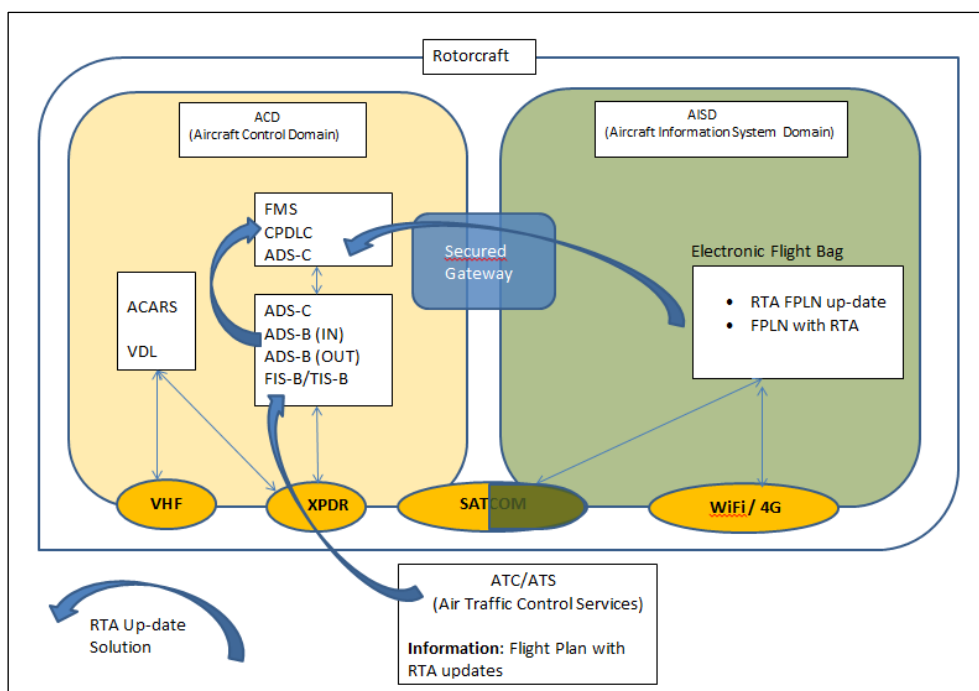 Rotorcraft
ACD
(Aircraft Control Domain)
AISD
(Aircraft Information System Domain)
FMS
CPDLC
ADS-C
Secured
Gateway
Electronic Flight Bag
• RTA FPLN up-date
• FPLN with RTA
ACARS
VDL
ADS-C
ADS-B (IN)
ADS-B (OUT)
FIS-B/TIS-B
VHF
XPDR
SATCOM
WiFi/ 4G
ATC/ATS
(Air Traffic Control Services)
Information: Flight Plan with
RTA updates
RTA Up-date
Solution